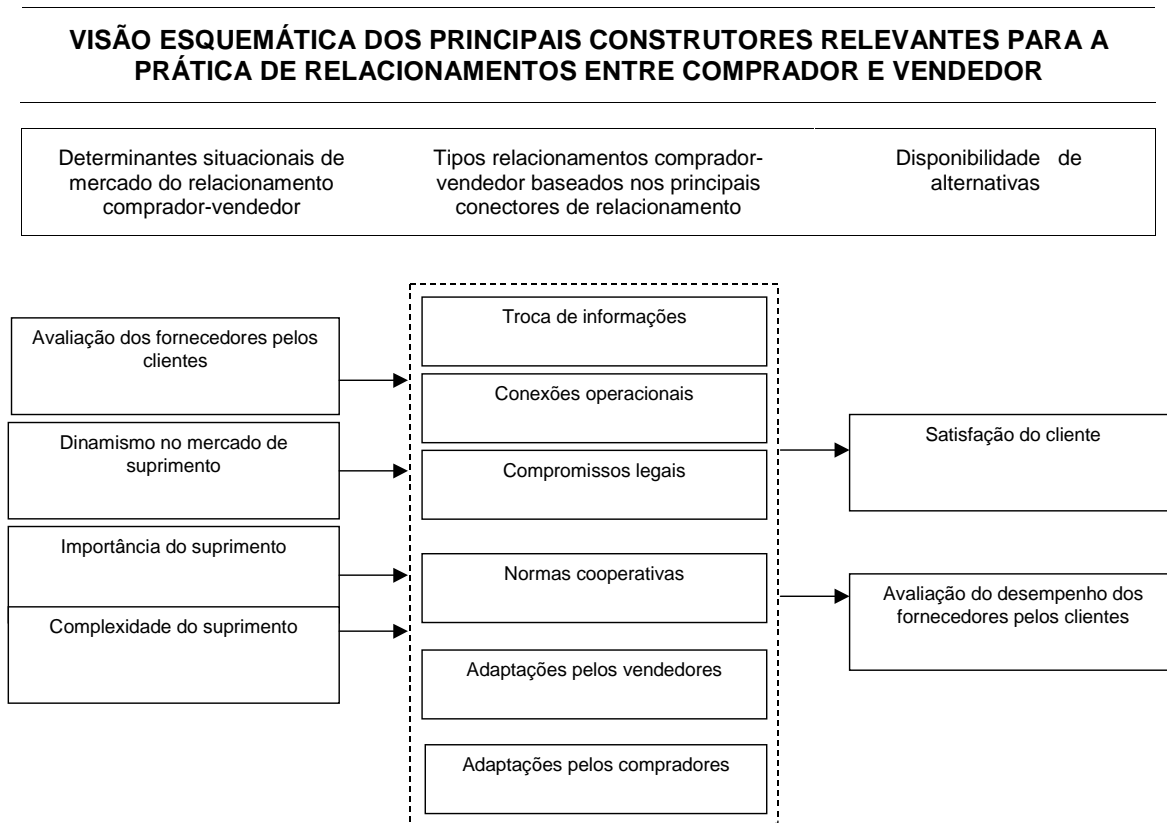 VISÃO ESQUEMÁTICA DOS PRINCIPAIS CONSTRUTORES RELEVANTES PARA A
PRÁTICA DE RELACIONAMENTOS ENTRE COMPRADOR E VENDEDOR
Determinantes situacionais de
mercado do relacionamento
comprador-vendedor
Tipos relacionamentos comprador-
vendedor baseados nos principais
conectores de relacionamento
Disponibilidade de
alternativas
Avaliação dos fornecedores pelos
clientes
Dinamismo no mercado de
suprimento
Importância do suprimento
Complexidade do suprimento
Troca de informações
Conexões operacionais
Compromissos legais
Normas cooperativas
Adaptações pelos vendedores
Adaptações pelos compradores
Satisfação do cliente
Avaliação do desempenho dos
fornecedores pelos clientes